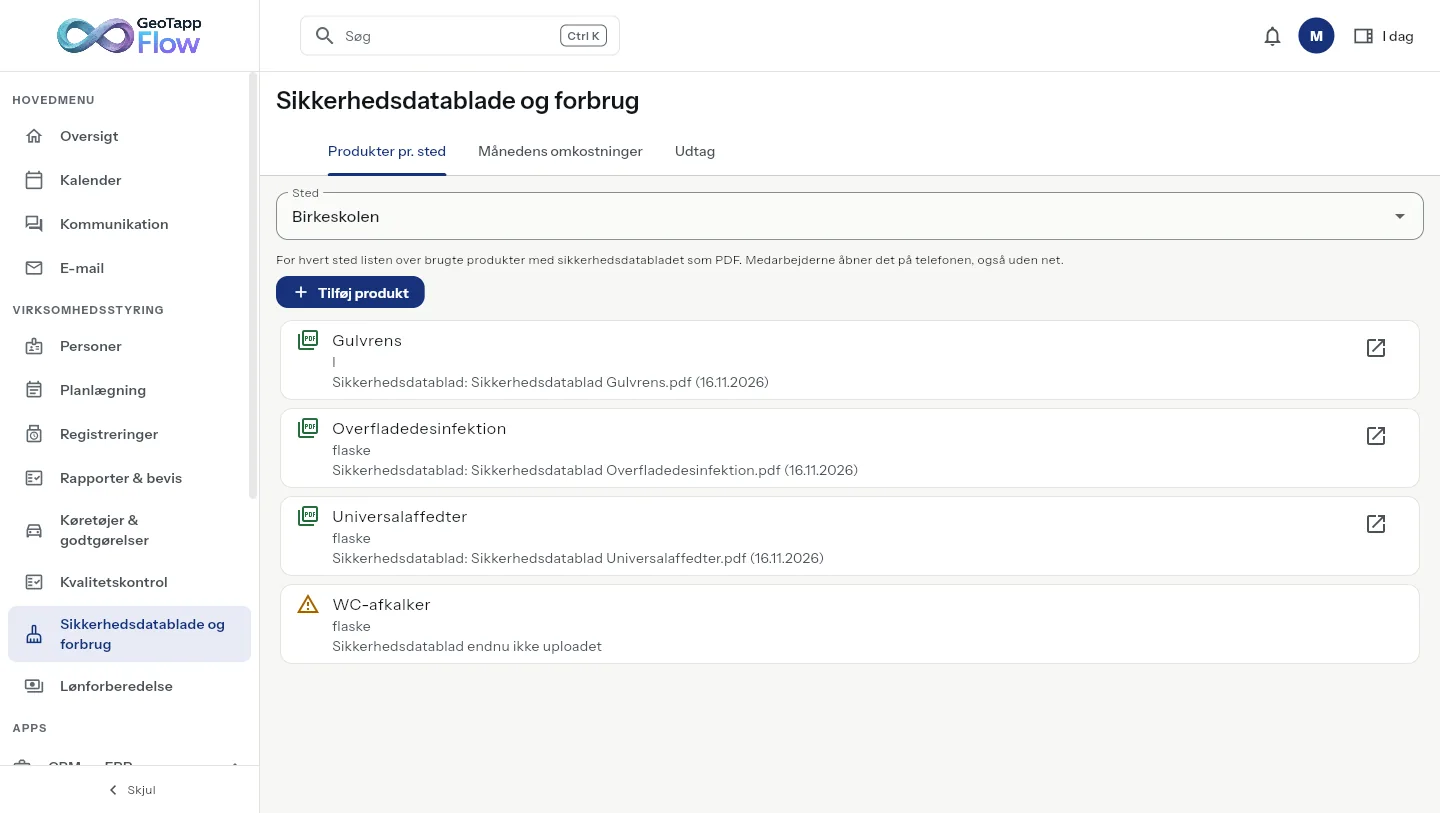 GeoTapp
Flow
Søg
Ctrl K
M
I dag
HOVEDMENU
Oversigt
Kalender
Kommunikation
E-mail
VIRKSOMHEDSSTYRING
Personer
Planlægning
Registreringer
Rapporter & bevis
Køretøjer &
godtgørelser
Kvalitetskontrol
Sikkerhedsdatablade og
forbrug
Lønforberedelse
APPS
Skjul
Sikkerhedsdatablade og forbrug
Produkter pr. sted
Månedens omkostninger
Udtag
Sted
Birkeskolen
For hvert sted listen over brugte produkter med sikkerhedsdatabladet som PDF. Medarbejderne åbner det på telefonen, også uden net.
+ Tilføj produkt
PDF
Gulvrens
l
Sikkerhedsdatablad: Sikkerhedsdatablad Gulvrens.pdf (16.11.2026)
PDF
Overfladedesinfektion
flaske
Sikkerhedsdatablad: Sikkerhedsdatablad Overfladedesinfektion.pdf (16.11.2026)
PDF
Universalaffedter
flaske
Sikkerhedsdatablad: Sikkerhedsdatablad Universalaffedter.pdf (16.11.2026)
WC-afkalker
flaske
Sikkerhedsdatablad endnu ikke uploadet